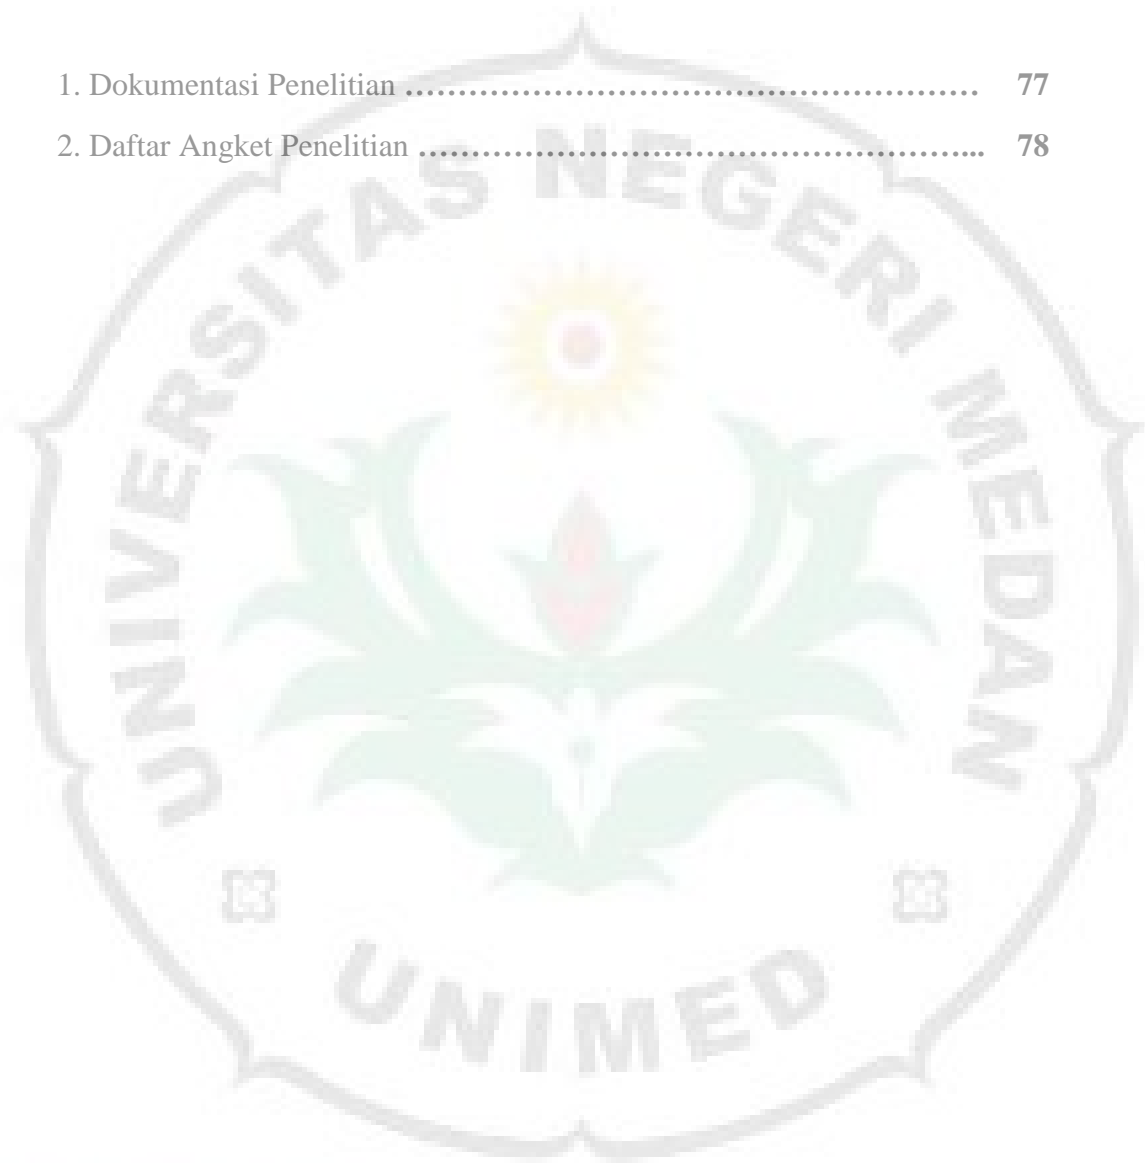 1. Dokumentasi Penelitian ...................................................... 77
2. Daftar Angket Penelitian ...................................................... 78
UNIVERSITAS NEGERI MEDAN
UNIMED